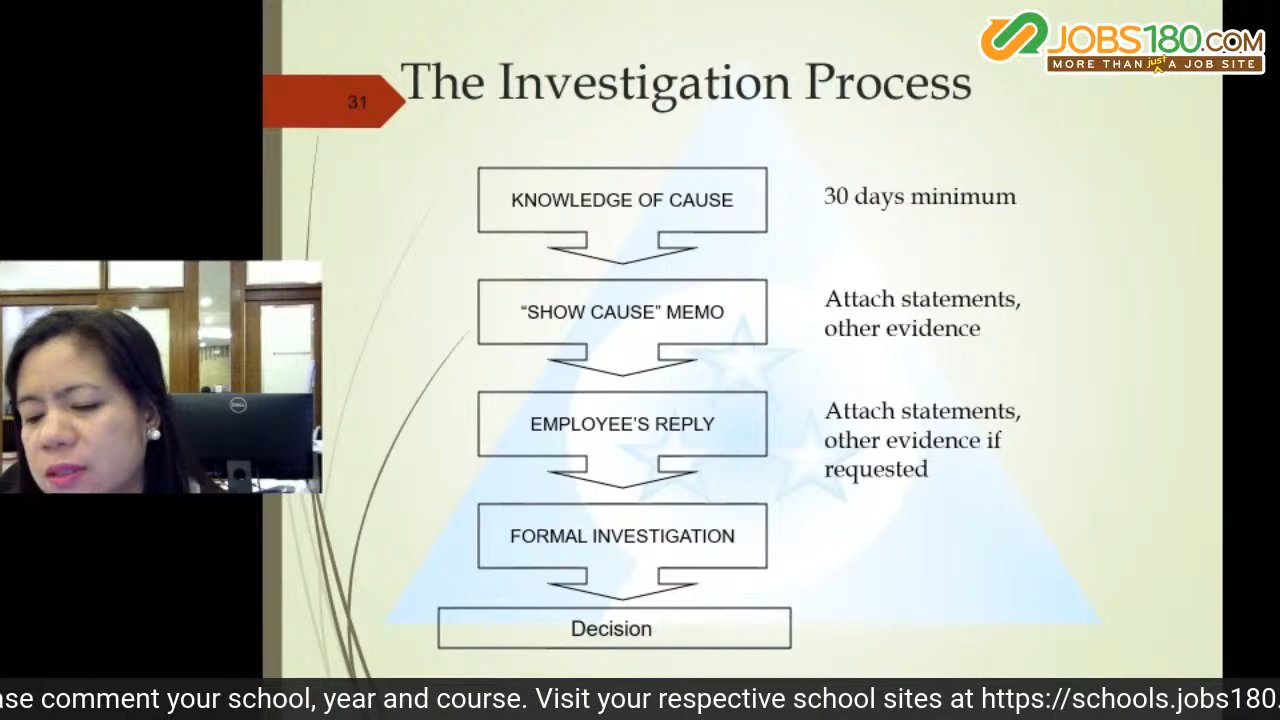 JOBS180.COM
MORE THAN just A JOB SITE
The Investigation Process
31
KNOWLEDGE OF CAUSE
30 days minimum
“SHOW CAUSE” MEMO
Attach statements,
other evidence
EMPLOYEE’S REPLY
Attach statements,
other evidence if
requested
FORMAL INVESTIGATION
Decision
DELL
ase comment your school, year and course. Visit your respective school sites at https://schools.jobs180.